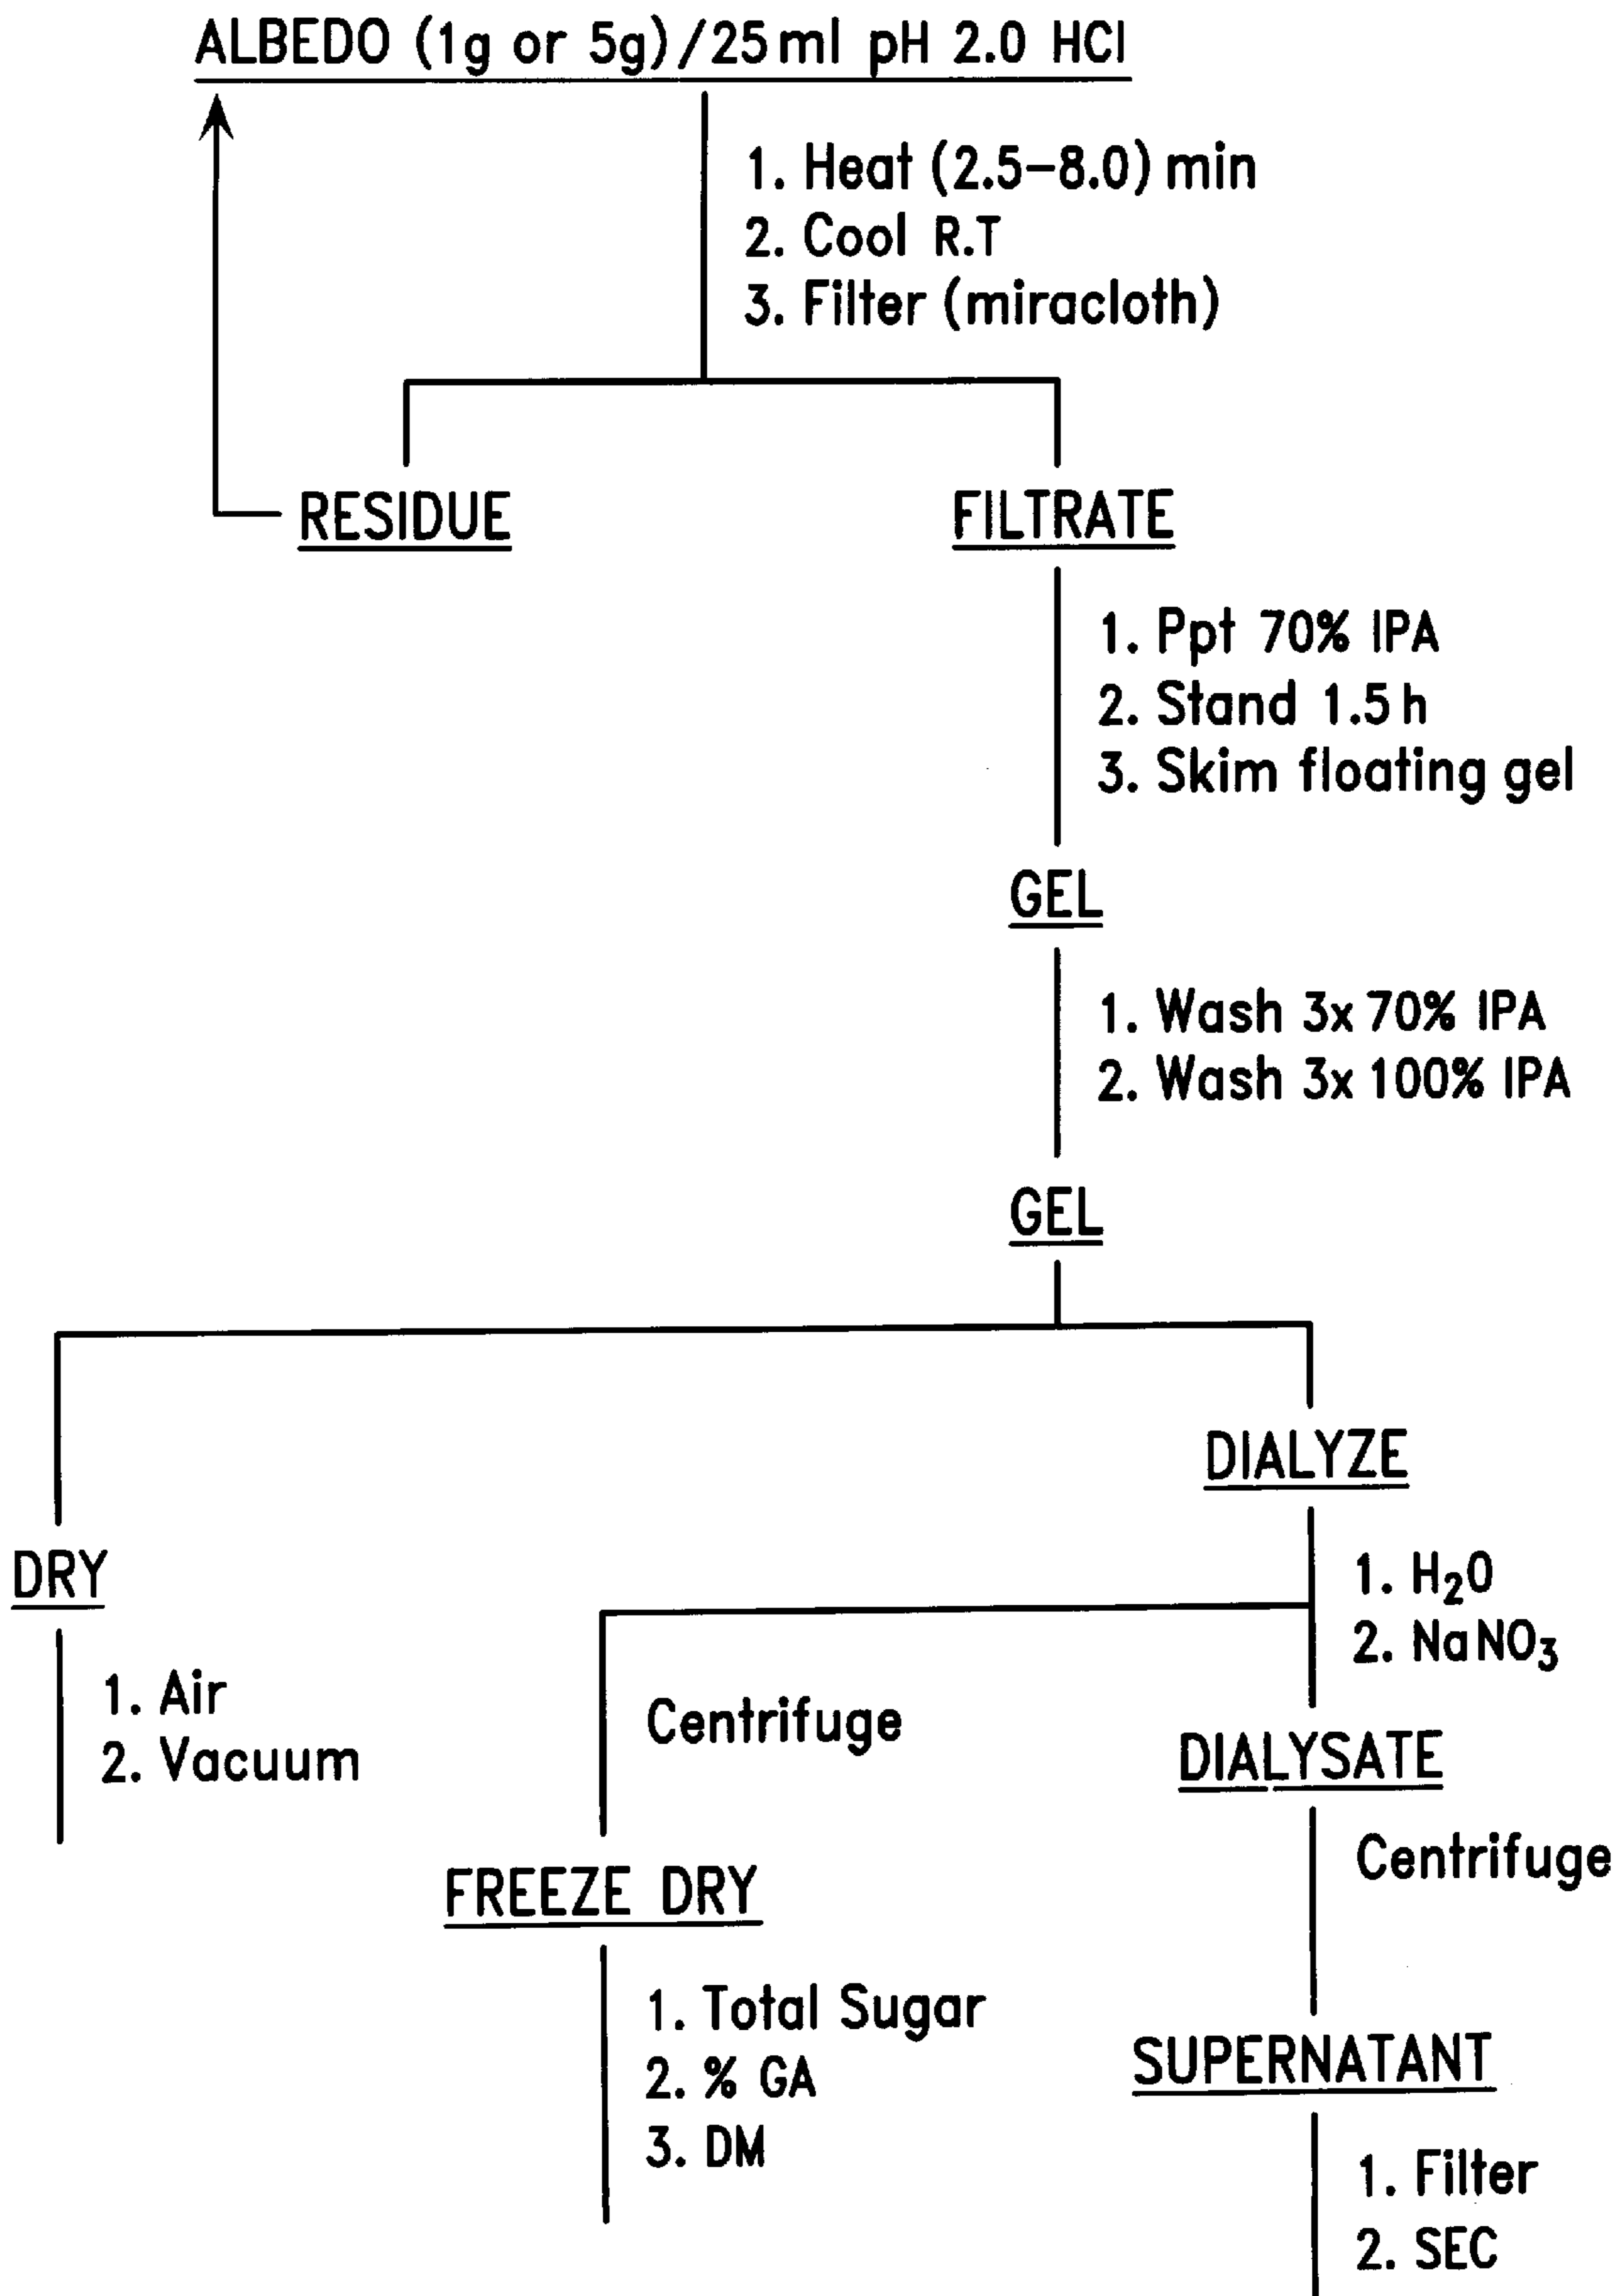 ALBEDO (1g or 5g)/25ml pH 2.0 HCl
1. Heat (2.5–8.0) min
2. Cool R.T
3. Filter (miracloth)
RESIDUE
FILTRATE
1. Ppt 70% IPA
2. Stand 1.5h
3. Skim floating gel
GEL
1. Wash 3x 70% IPA
2. Wash 3x 100% IPA
GEL
DIALYZE
DRY
1. H₂O
2. NaNO₃
1. Air
2. Vacuum
Centrifuge
DIALYSATE
Centrifuge
FREEZE DRY
1. Total Sugar
2. % GA
3. DM
SUPERNATANT
1. Filter
2. SEC